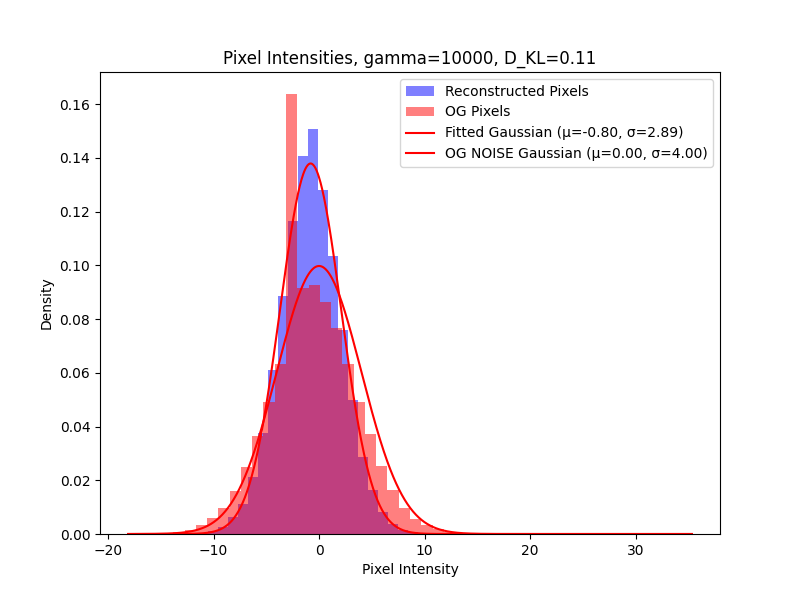 Pixel Intensities, gamma=10000, D_KL=0.11
Reconstructed Pixels
OG Pixels
Fitted Gaussian (μ=-0.80, σ=2.89)
OG NOISE Gaussian (μ=0.00, σ=4.00)
Density
0.16
0.14
0.12
0.10
0.08
0.06
0.04
0.02
0.00
−20
−10
0
10
20
30
Pixel Intensity